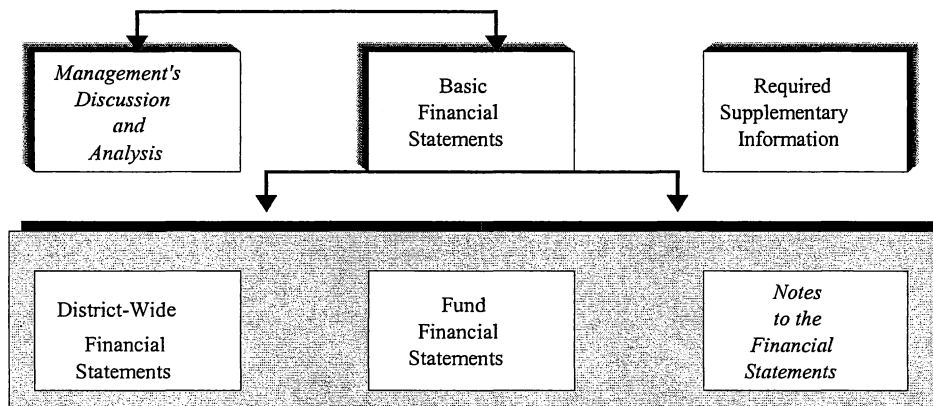 Management's
Discussion
and
Analysis
Basic
Financial
Statements
Required
Supplementary
Information
District-Wide
Financial
Statements
Fund
Financial
Statements
Notes
to the
Financial
Statements